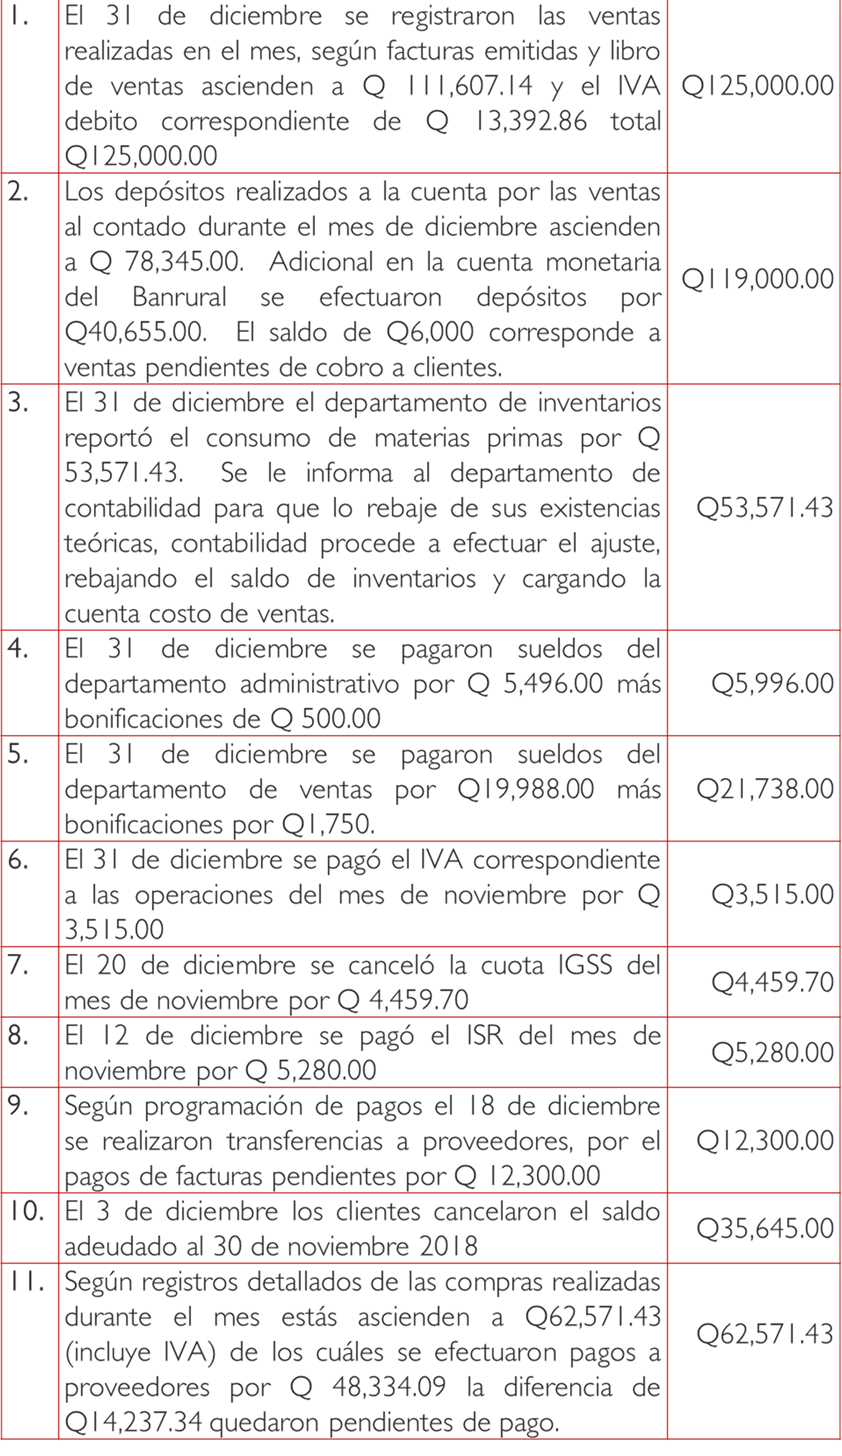 1. El 31 de diciembre se registraron las ventas
realizadas en el mes, según facturas emitidas y libro
de ventas ascienden a Q 111,607.14 y el IVA
debito correspondiente de Q 13,392.86 total
Q125,000.00
Q125,000.00
2. Los depósitos realizados a la cuenta por las ventas
al contado durante el mes de diciembre ascienden
a Q 78,345.00. Adicional en la cuenta monetaria
del Banrural se efectuaron depósitos por
Q40,655.00. El saldo de Q6,000 corresponde a
ventas pendientes de cobro a clientes.
Q119,000.00
3. El 31 de diciembre el departamento de inventarios
reportó el consumo de materias primas por Q
53,571.43. Se le informa al departamento de
contabilidad para que lo rebaje de sus existencias
teóricas, contabilidad procede a efectuar el ajuste,
rebajando el saldo de inventarios y cargando la
cuenta costo de ventas.
Q53,571.43
4. El 31 de diciembre se pagaron sueldos del
departamento administrativo por Q 5,496.00 más
bonificaciones de Q 500.00
Q5,996.00
5. El 31 de diciembre se pagaron sueldos del
departamento de ventas por Q19,988.00 más
bonificaciones por Q1,750.
Q21,738.00
6. El 31 de diciembre se pagó el IVA correspondiente
a las operaciones del mes de noviembre por Q
3,515.00
Q3,515.00
7. El 20 de diciembre se canceló la cuota IGSS del
mes de noviembre por Q 4,459.70
Q4,459.70
8. El 12 de diciembre se pagó el ISR del mes de
noviembre por Q 5,280.00
Q5,280.00
9. Según programación de pagos el 18 de diciembre
se realizaron transferencias a proveedores, por el
pagos de facturas pendientes por Q 12,300.00
Q12,300.00
10. El 3 de diciembre los clientes cancelaron el saldo
adeudado al 30 de noviembre 2018
Q35,645.00
11. Según registros detallados de las compras realizadas
durante el mes estás ascienden a Q62,571.43
(incluye IVA) de los cuáles se efectuaron pagos a
proveedores por Q 48,334.09 la diferencia de
Q14,237.34 quedaron pendientes de pago.
Q62,571.43